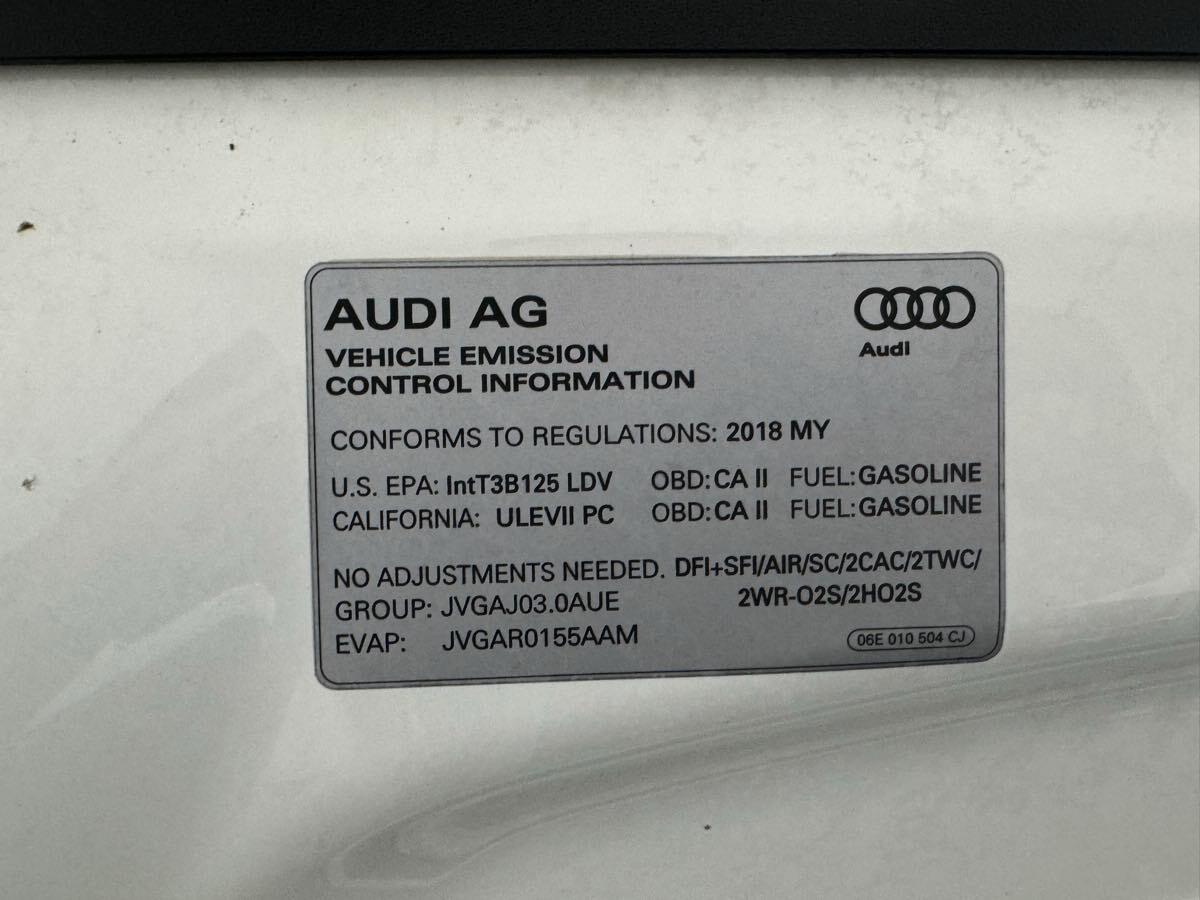 AUDI AG
Audi
VEHICLE EMISSION
CONTROL INFORMATION
CONFORMS TO REGULATIONS: 2018 MY
U.S. EPA: IntT3B125 LDV OBD: CA II FUEL: GASOLINE
CALIFORNIA: ULEVII PC OBD: CA II FUEL: GASOLINE
NO ADJUSTMENTS NEEDED. DFI+SFI/AIR/SC/2CAC/2TWC/
GROUP: JVGAJ03.0AUE 2WR-O2S/2HO2S
EVAP: JVGAR0155AAM 06E 010 504 CJ